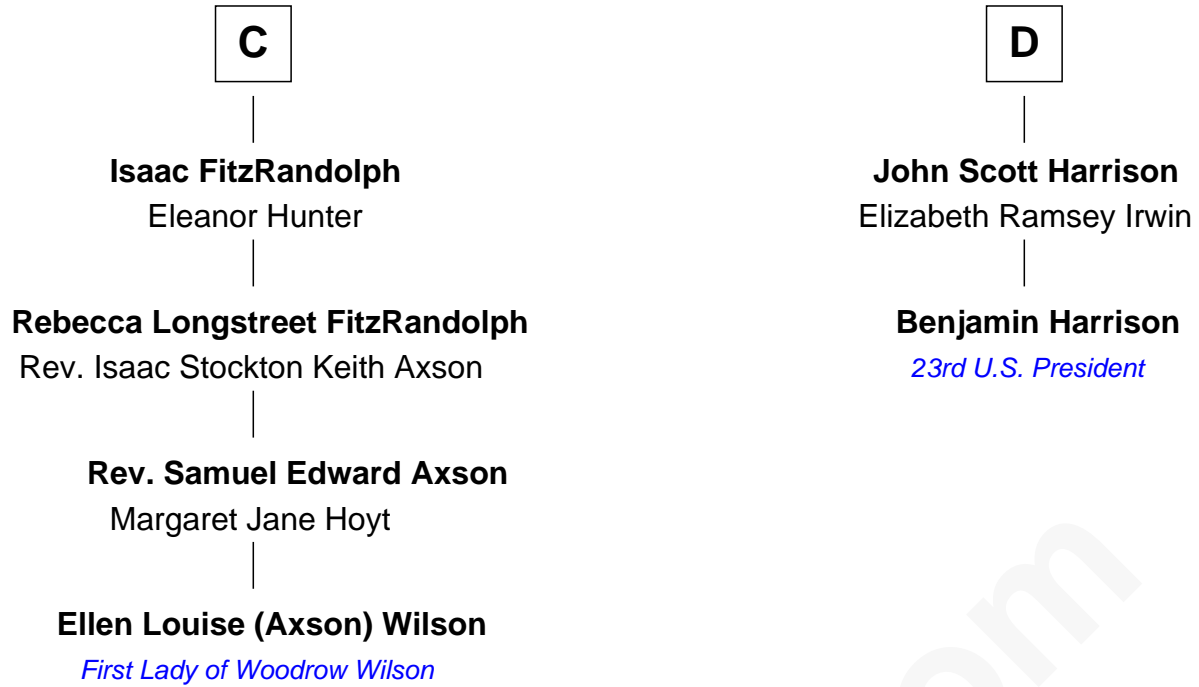 C
Isaac FitzRandolph
Eleanor Hunter
Rebecca Longstreet FitzRandolph
Rev. Isaac Stockton Keith Axson
Rev. Samuel Edward Axson
Margaret Jane Hoyt
Ellen Louise (Axson) Wilson
First Lady of Woodrow Wilson
D
John Scott Harrison
Elizabeth Ramsey Irwin
Benjamin Harrison
23rd U.S. President
om